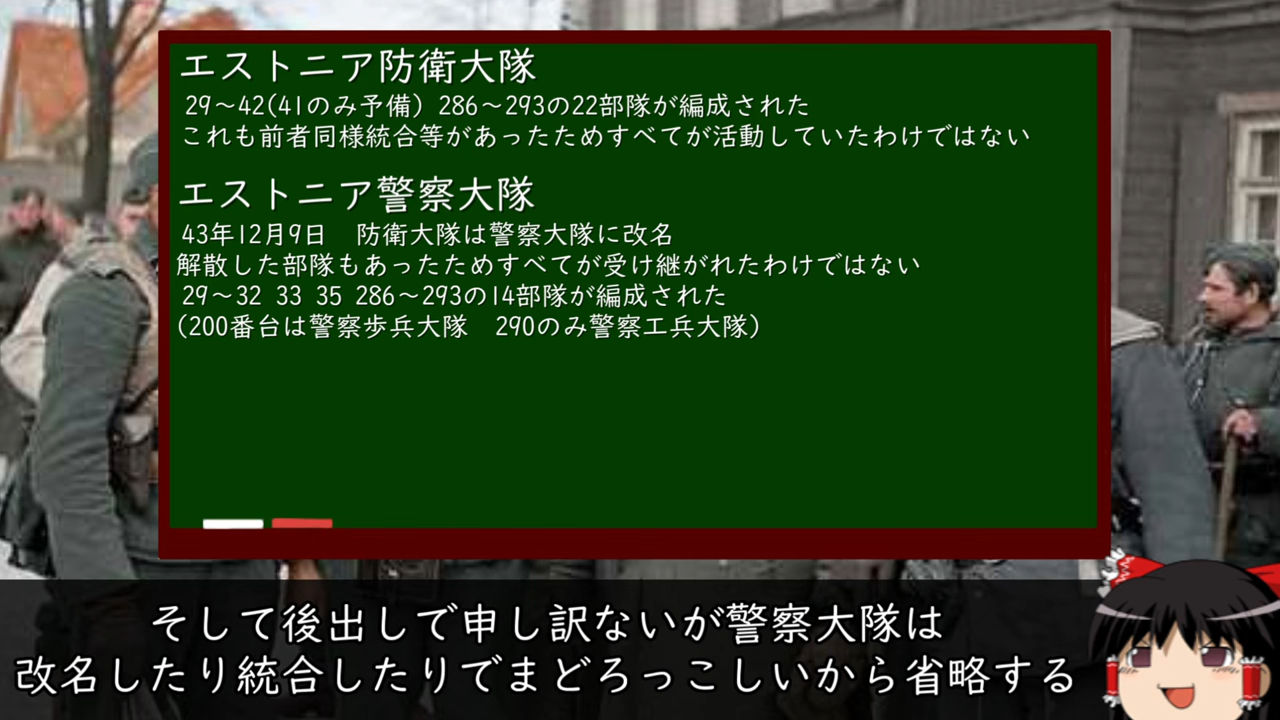 エストニア防衛大隊
29～42(41のみ予備) 286～293の22部隊が編成された
これも前者同様統合等があったためすべてが活動していたわけではない
エストニア警察大隊
43年12月9日　防衛大隊は警察大隊に改名
解散した部隊もあったためすべてが受け継がれたわけではない
29～32 33 35 286～293の14部隊が編成された
(200番台は警察歩兵大隊　290のみ警察工兵大隊)
そして後出しで申し訳ないが警察大隊は
改名したり統合したりでまどろっこしいから省略する